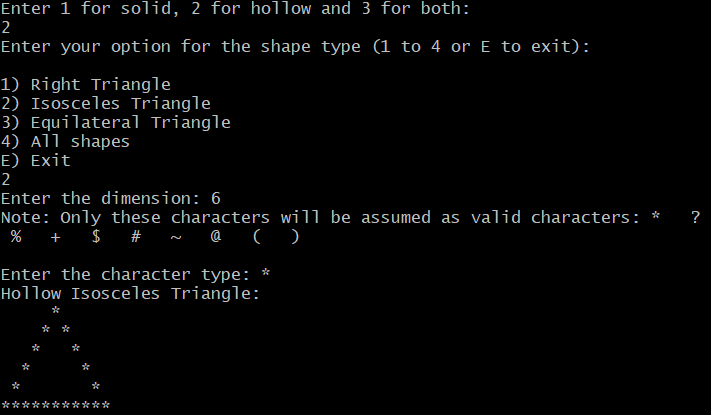 Enter 1 for solid, 2 for hollow and 3 for both:
2
Enter your option for the shape type (1 to 4 or E to exit):

1) Right Triangle
2) Isosceles Triangle
3) Equilateral Triangle
4) All shapes
E) Exit
2
Enter the dimension: 6
Note: Only these characters will be assumed as valid characters: *   ?
 %   +   $   #   ~   @   (   )

Enter the character type: *
Hollow Isosceles Triangle:
     *
    * *
   *   *
  *     *
 *       *
***********